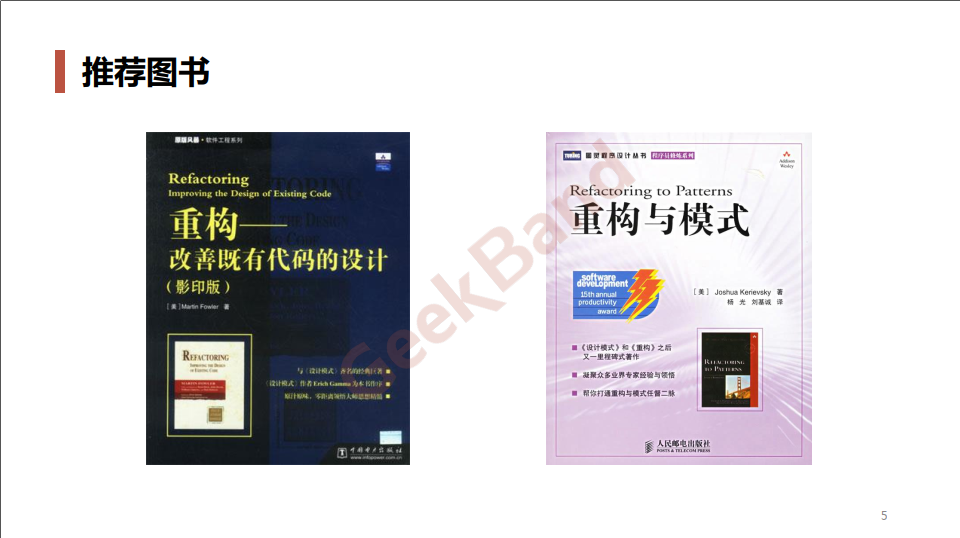 推荐图书
原版风暴·软件工程系列
Refactoring
Improving the Design of Existing Code
重构——
改善既有代码的设计
（影印版）
［美］Martin Fowler 著
REFACTORING
IMPROVING THE DESIGN
OF EXISTING CODE
MARTIN FOWLER
与《设计模式》齐名的经典巨著
《设计模式》作者Erich Gamma为本书作序
原汁原味，零距离领悟大师思想精髓
中国电力出版社
www.infopower.com.cn
TURING
图灵程序设计丛书
程序员修炼系列
Addison
Wesley
Refactoring to Patterns
重构与模式
software
development
15th annual
productivity
award
［美］ Joshua Kerievsky 著
杨 光 刘基诚 译
《设计模式》和《重构》之后
又一里程碑式著作
凝聚众多业界专家经验与领悟
帮你打通重构与模式任督二脉
REFACTORING
TO PATTERNS
人民邮电出版社
POSTS & TELECOM PRESS
GeekBand
5